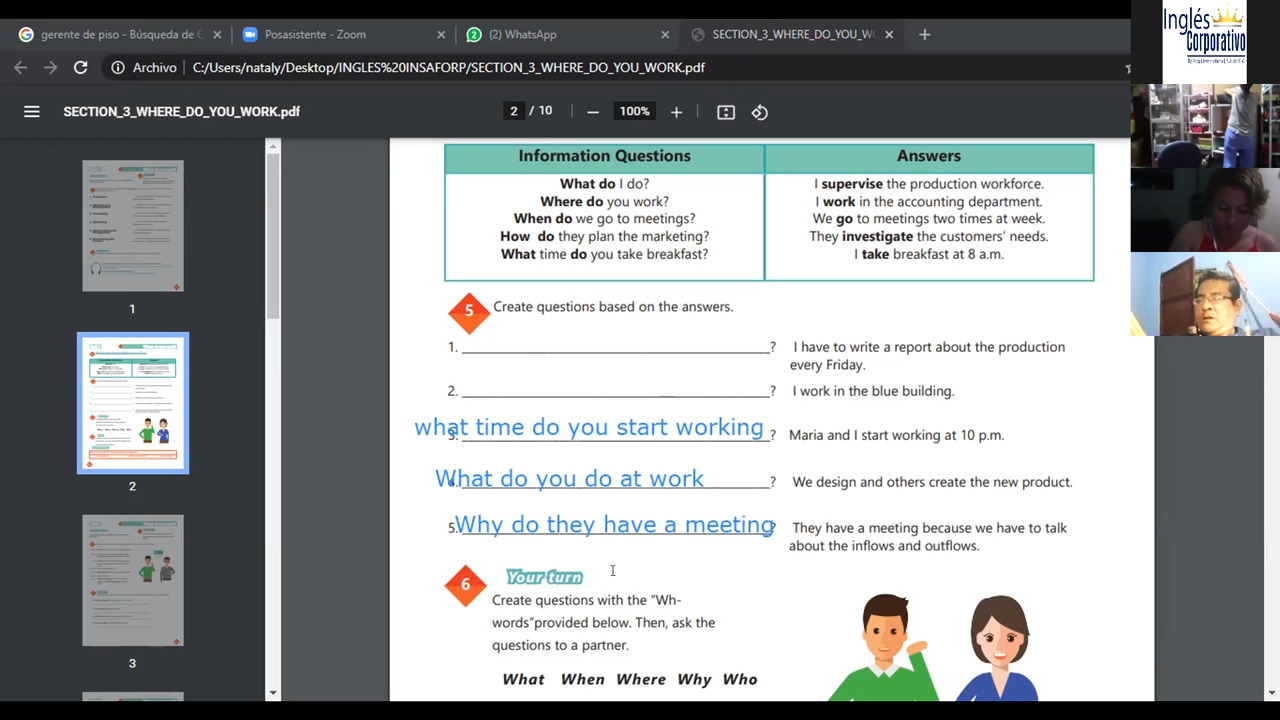 gerente de piso - Búsqueda de G
Posasistente - Zoom
(2) WhatsApp
SECTION_3_WHERE_DO_YOU_WO
Archivo
C:/Users/nataly/Desktop/INGLES%20INSAFORP/SECTION_3_WHERE_DO_YOU_WORK.pdf
SECTION_3_WHERE_DO_YOU_WORK.pdf
2 / 10
100%
Inglés
Corporativo
1
2
3
Information Questions
Answers
What do I do?
I supervise the production workforce.
Where do you work?
I work in the accounting department.
When do we go to meetings?
We go to meetings two times at week.
How do they plan the marketing?
They investigate the customers' needs.
What time do you take breakfast?
I take breakfast at 8 a.m.
5 Create questions based on the answers.
1. ? I have to write a report about the production
every Friday.
2. ? I work in the blue building.
what time do you start working
3. ? Maria and I start working at 10 p.m.
What do you do at work
? We design and others create the new product.
Why do they have a meeting
5. ? They have a meeting because we have to talk
about the inflows and outflows.
6 Your turn
Create questions with the "Wh-
words"provided below. Then, ask the
questions to a partner.
What When Where Why Who